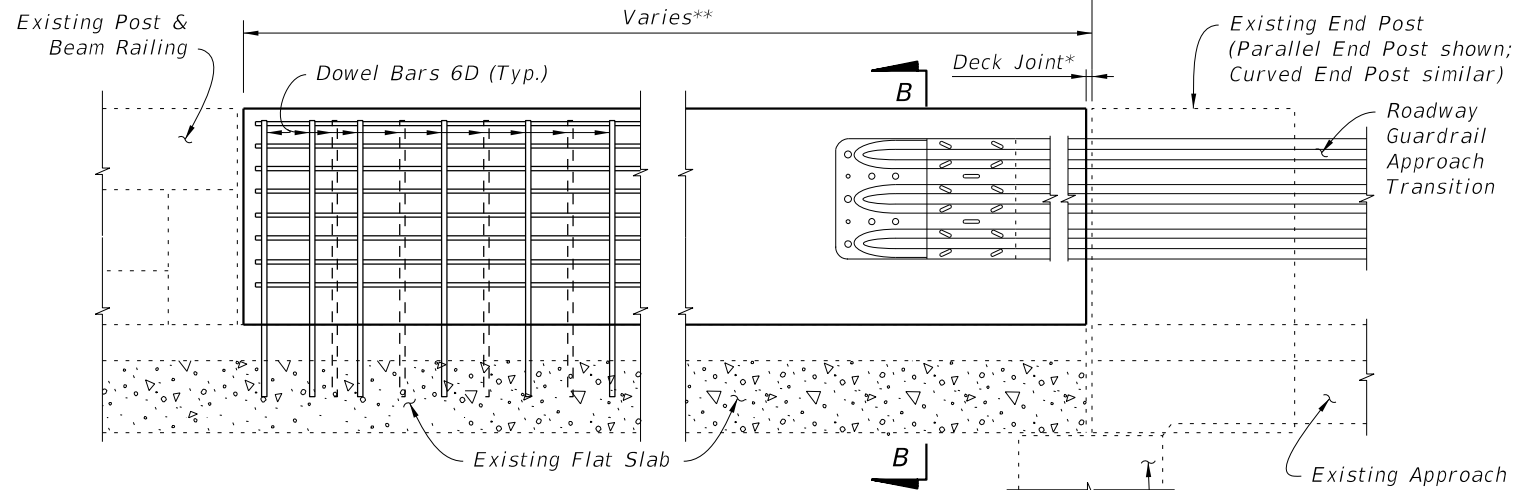 Existing Post &
Beam Railing
Varies**
Dowel Bars 6D (Typ.)
Deck Joint*
B
Existing End Post
(Parallel End Post shown;
Curved End Post similar)
Roadway
Guardrail
Approach
Transition
Existing Flat Slab
B
Existing Approach